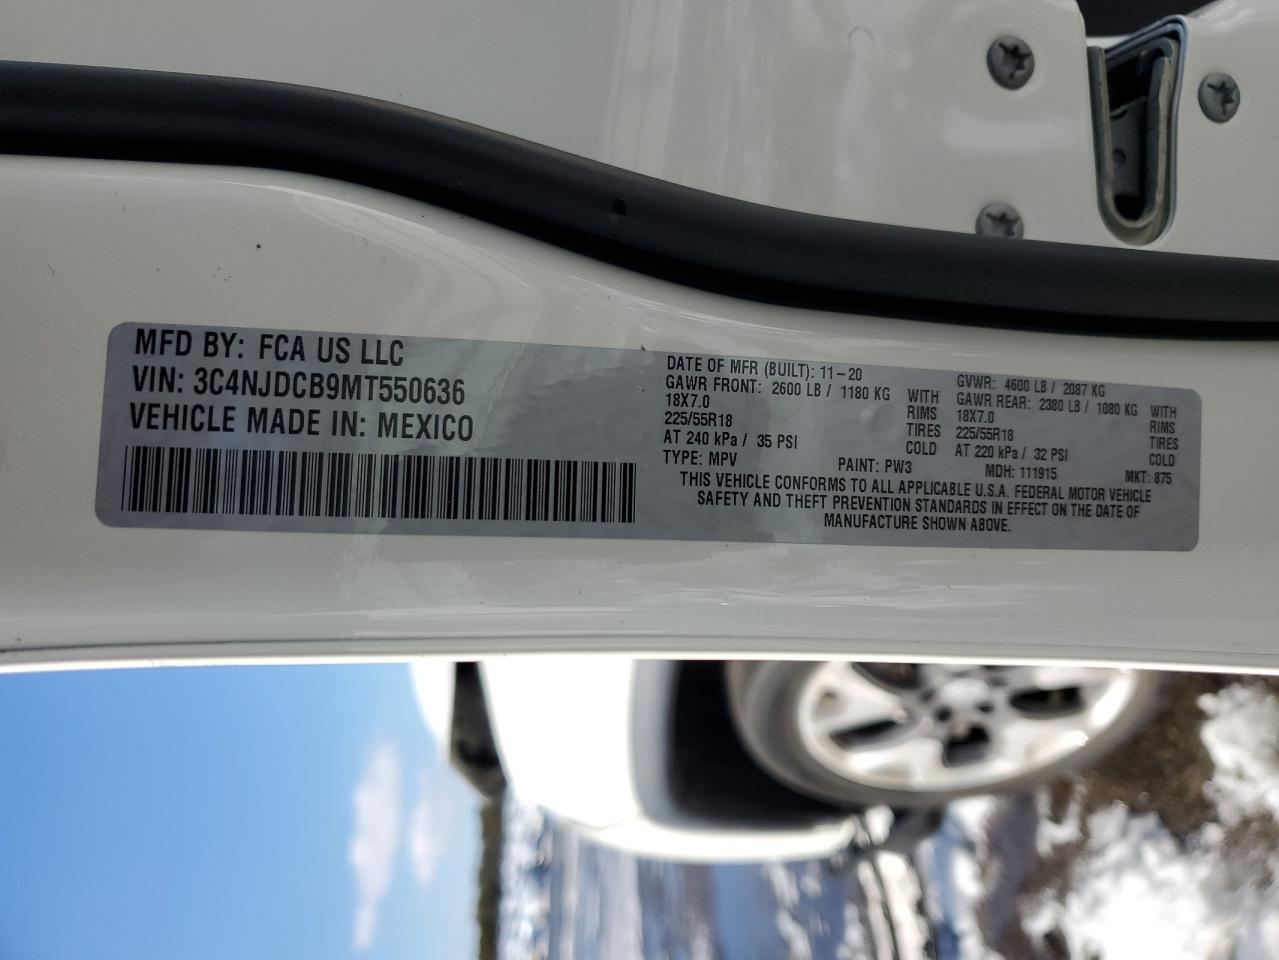 MFD BY: FCA US LLC
VIN: 3C4NJDCB9MT550636
VEHICLE MADE IN: MEXICO
DATE OF MFR (BUILT): 11-20 GVWR: 4600 LB / 2087 KG
GAWR FRONT: 2600 LB / 1180 KG WITH GAWR REAR: 2380 LB / 1080 KG WITH
18X7.0 RIMS 18X7.0 RIMS
225/55R18 TIRES 225/55R18 TIRES
AT 240 kPa / 35 PSI COLD AT 220 kPa / 32 PSI COLD
TYPE: MPV PAINT: PW3 MDH: 111915 MKT: 875
THIS VEHICLE CONFORMS TO ALL APPLICABLE U.S.A. FEDERAL MOTOR VEHICLE
SAFETY AND THEFT PREVENTION STANDARDS IN EFFECT ON THE DATE OF
MANUFACTURE SHOWN ABOVE.